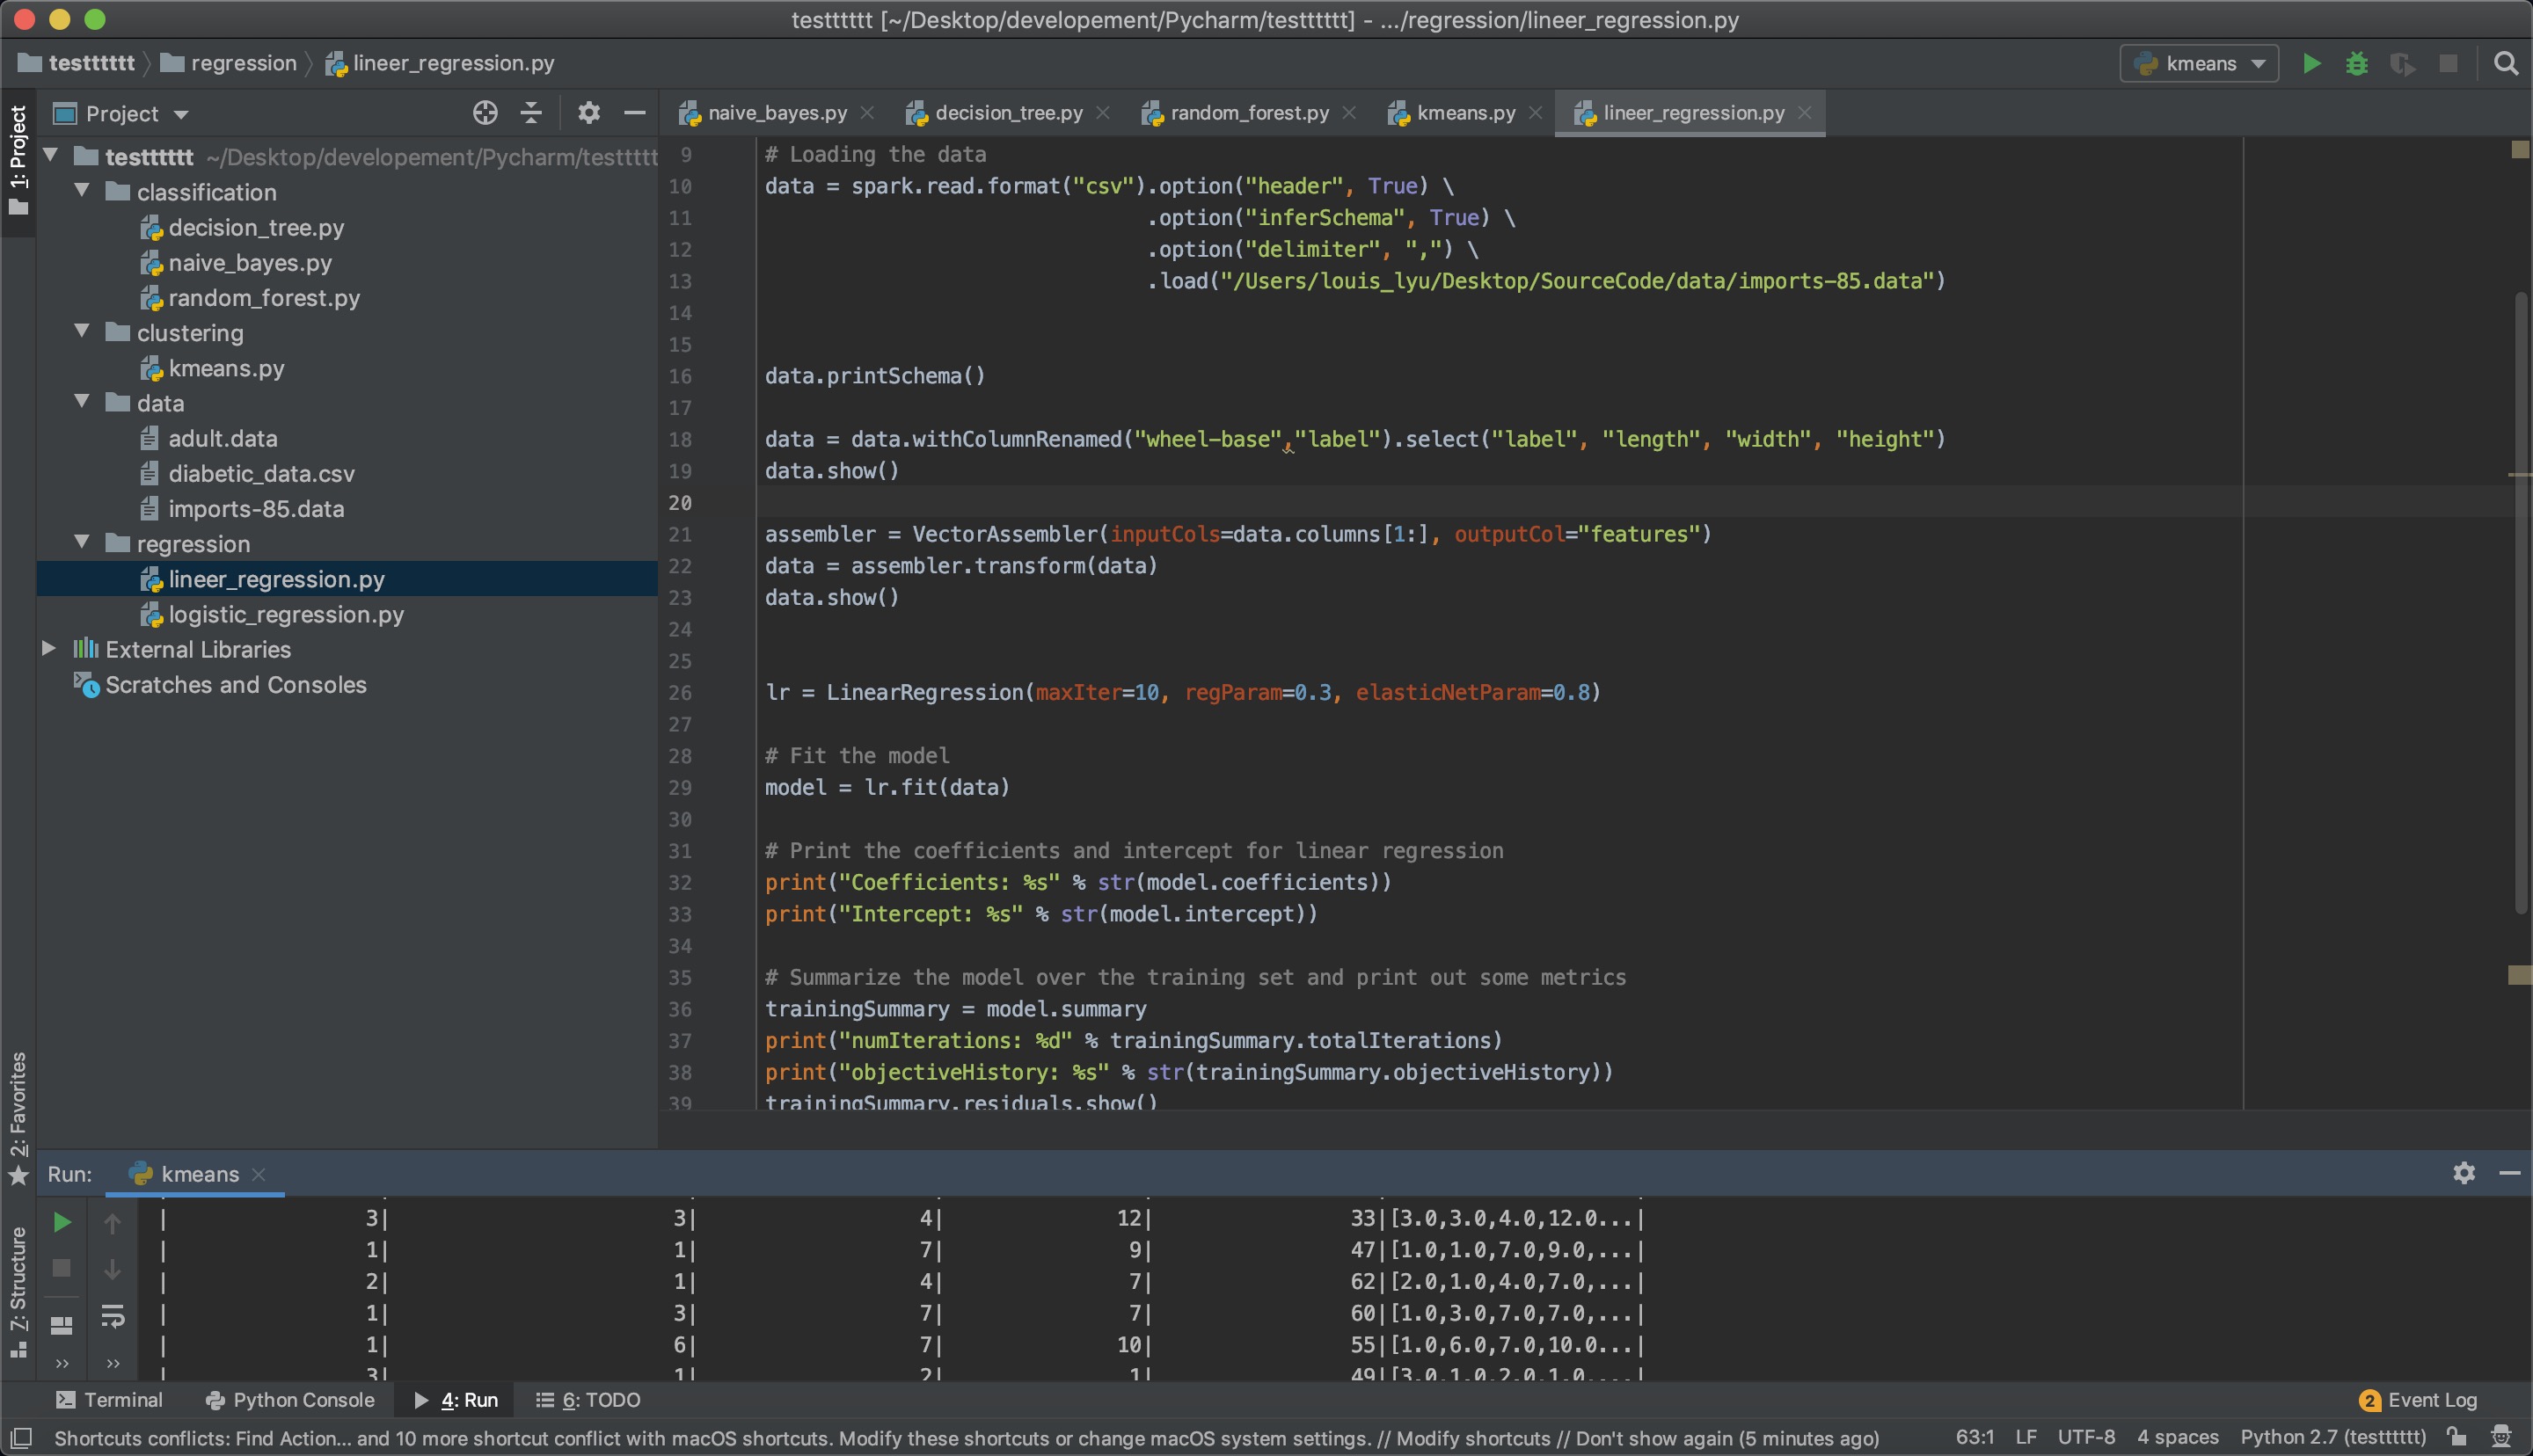 testttttt [~/Desktop/developement/Pycharm/testttttt] - .../regression/lineer_regression.py
testttttt regression lineer_regression.py kmeans
1: Project
Project
naive_bayes.py decision_tree.py random_forest.py kmeans.py lineer_regression.py
testttttt ~/Desktop/developement/Pycharm/testtttt
classification
decision_tree.py
naive_bayes.py
random_forest.py
clustering
kmeans.py
data
adult.data
diabetic_data.csv
imports-85.data
regression
lineer_regression.py
logistic_regression.py
External Libraries
Scratches and Consoles
9 # Loading the data
10 data = spark.read.format("csv").option("header", True) \
11 .option("inferSchema", True) \
12 .option("delimiter", ",") \
13 .load("/Users/louis_lyu/Desktop/SourceCode/data/imports-85.data")
14
15
16 data.printSchema()
17
18 data = data.withColumnRenamed("wheel-base","label").select("label", "length", "width", "height")
19 data.show()
20
21 assembler = VectorAssembler(inputCols=data.columns[1:], outputCol="features")
22 data = assembler.transform(data)
23 data.show()
24
25
26 lr = LinearRegression(maxIter=10, regParam=0.3, elasticNetParam=0.8)
27
28 # Fit the model
29 model = lr.fit(data)
30
31 # Print the coefficients and intercept for linear regression
32 print("Coefficients: %s" % str(model.coefficients))
33 print("Intercept: %s" % str(model.intercept))
34
35 # Summarize the model over the training set and print out some metrics
36 trainingSummary = model.summary
37 print("numIterations: %d" % trainingSummary.totalIterations)
38 print("objectiveHistory: %s" % str(trainingSummary.objectiveHistory))
39 trainingSummary.residuals.show()
2: Favorites
Z: Structure
Run: kmeans
| 3| 3| 4| 12| 33|[3.0,3.0,4.0,12.0...|
| 1| 1| 7| 9| 47|[1.0,1.0,7.0,9.0,...|
| 2| 1| 4| 7| 62|[2.0,1.0,4.0,7.0,...|
| 1| 3| 7| 7| 60|[1.0,3.0,7.0,7.0,...|
| 1| 6| 7| 10| 55|[1.0,6.0,7.0,10.0...|
| 3| 1| 2| 1| 49|[3.0,1.0,2.0,1.0,...|
Terminal Python Console 4: Run 6: TODO 2 Event Log
Shortcuts conflicts: Find Action... and 10 more shortcut conflict with macOS shortcuts. Modify these shortcuts or change macOS system settings. // Modify shortcuts // Don't show again (5 minutes ago) 63:1 LF UTF-8 4 spaces Python 2.7 (testttttt)